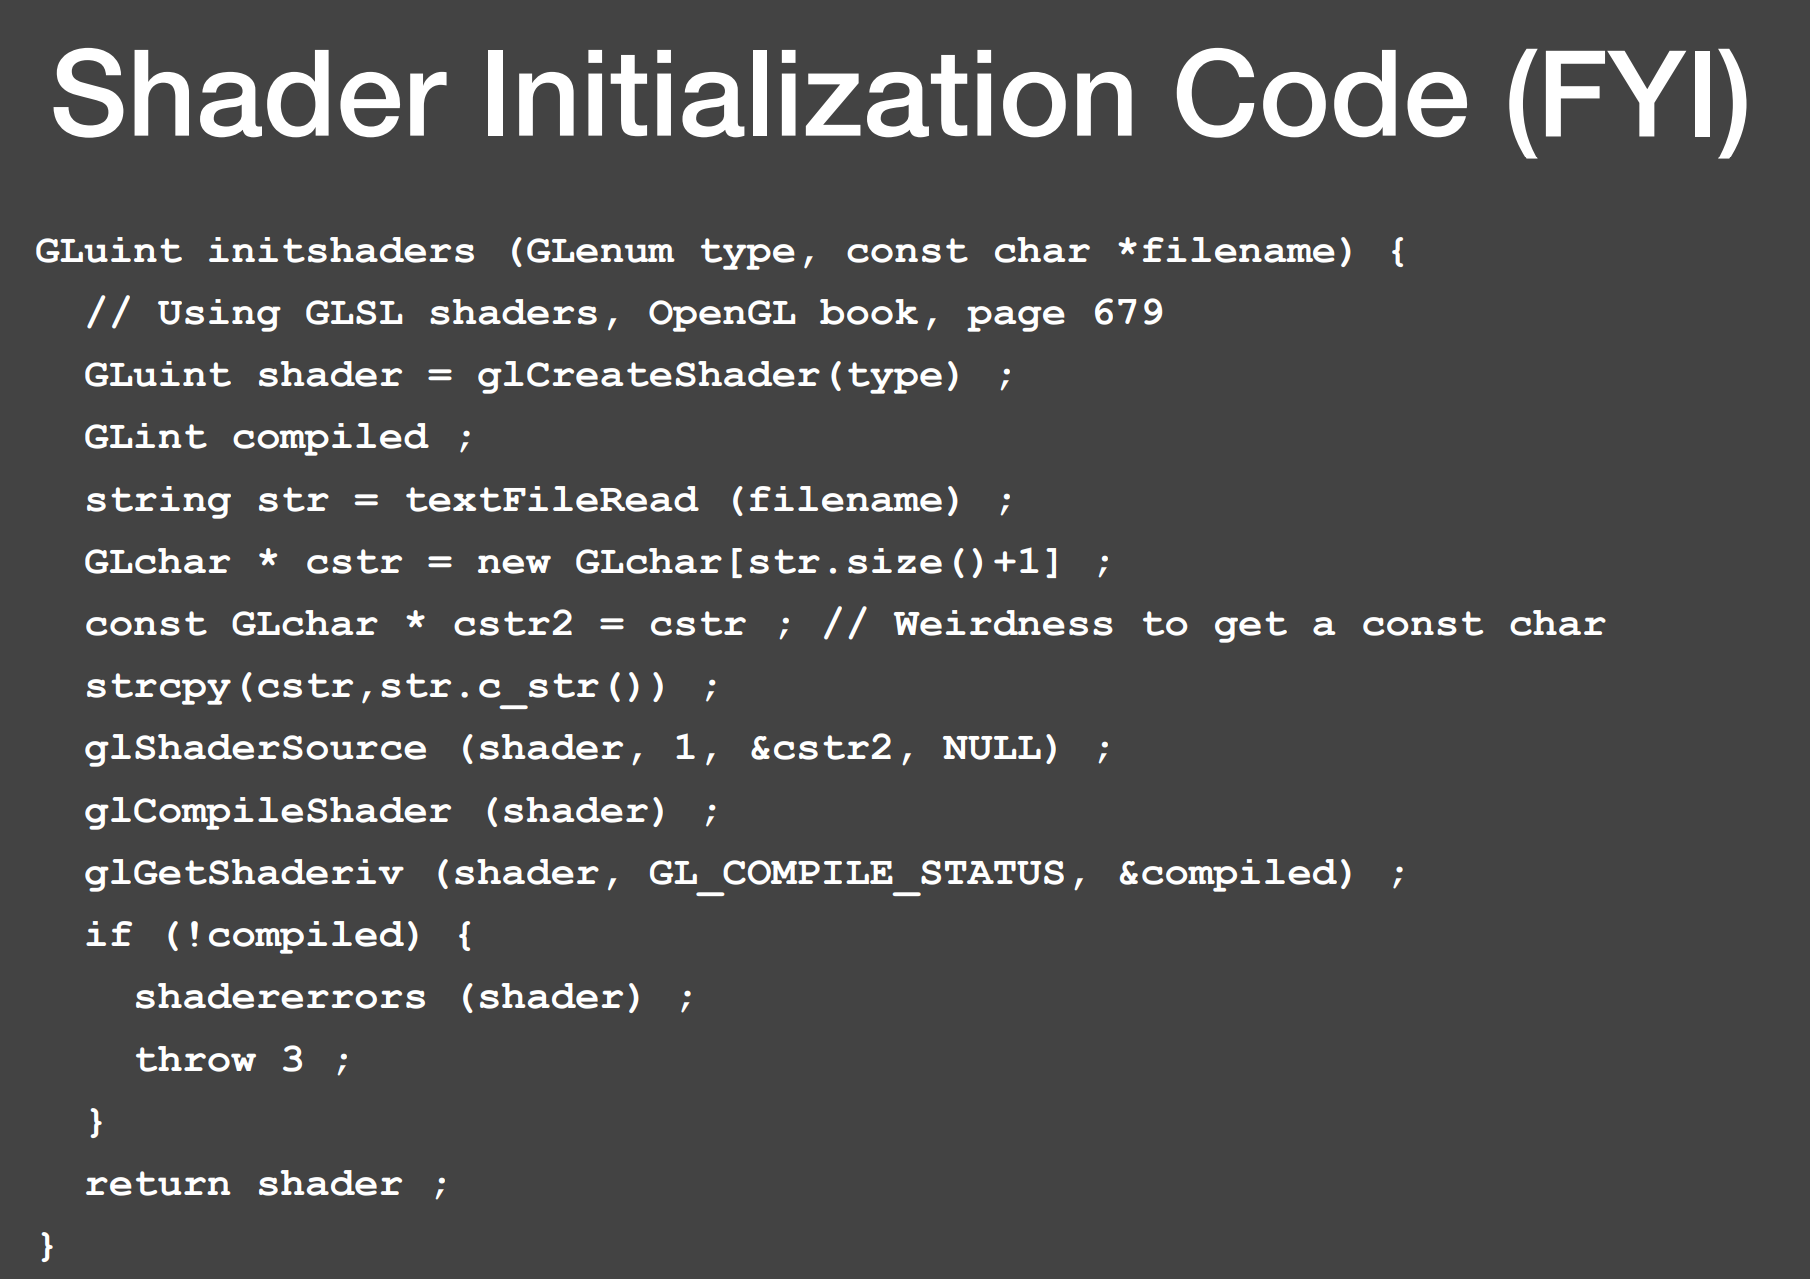 Shader Initialization Code (FYI)
GLuint initshaders (GLenum type, const char *filename) {
  // Using GLSL shaders, OpenGL book, page 679
  GLuint shader = glCreateShader(type) ;
  GLint compiled ;
  string str = textFileRead (filename) ;
  GLchar * cstr = new GLchar[str.size()+1] ;
  const GLchar * cstr2 = cstr ; // Weirdness to get a const char
  strcpy(cstr,str.c_str()) ;
  glShaderSource (shader, 1, &cstr2, NULL) ;
  glCompileShader (shader) ;
  glGetShaderiv (shader, GL_COMPILE_STATUS, &compiled) ;
  if (!compiled) {
    shadererrors (shader) ;
    throw 3 ;
  }
  return shader ;
}